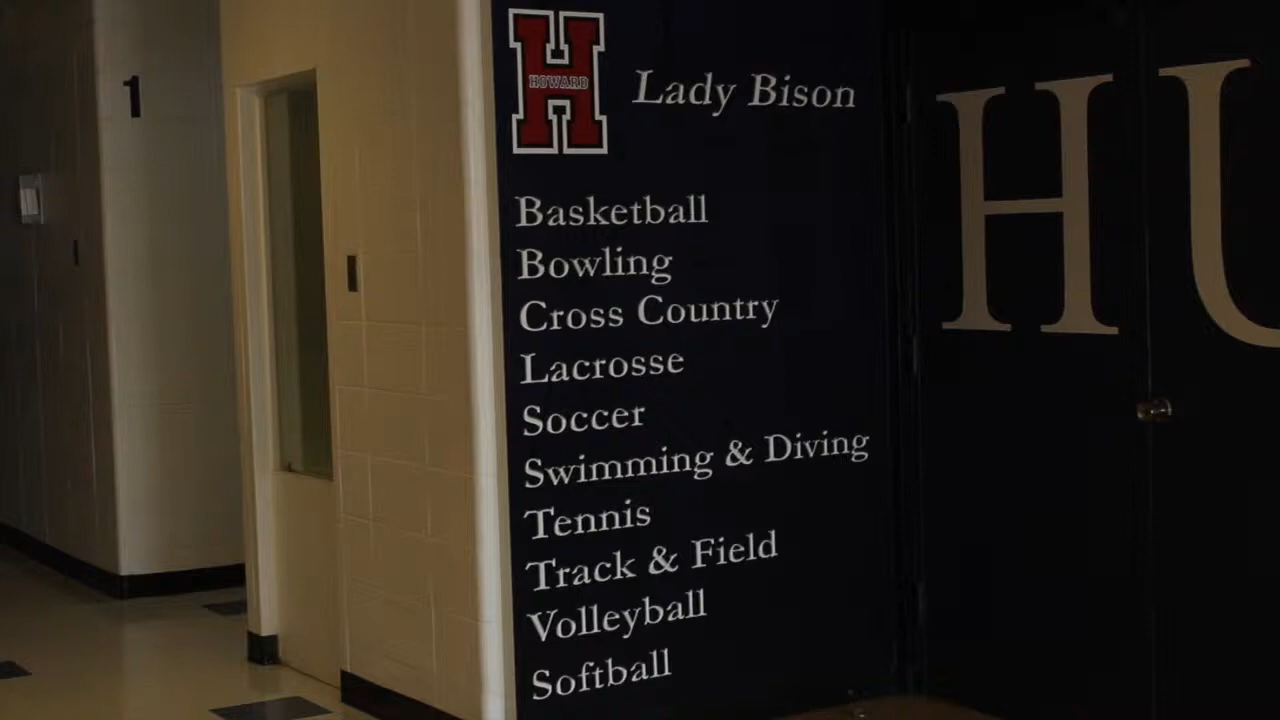 1
HOWARD
Lady Bison
Basketball
Bowling
Cross Country
Lacrosse
Soccer
Swimming & Diving
Tennis
Track & Field
Volleyball
Softball
HU